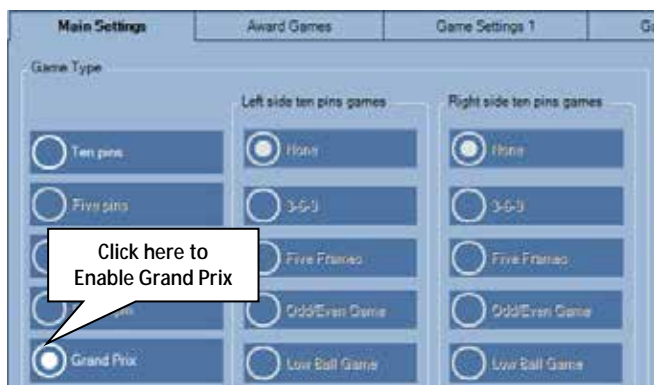 Main Settings
Award Games
Game Settings 1
Game Type
Left side ten pins games
Right side ten pins games
Ten pins
None
None
Five pins
3-6-9
3-6-9
Click here to
Enable Grand Prix
Five Frames
Five Frames
Odd/Even Game
Odd/Even Game
Grand Prix
Low Ball Game
Low Ball Game